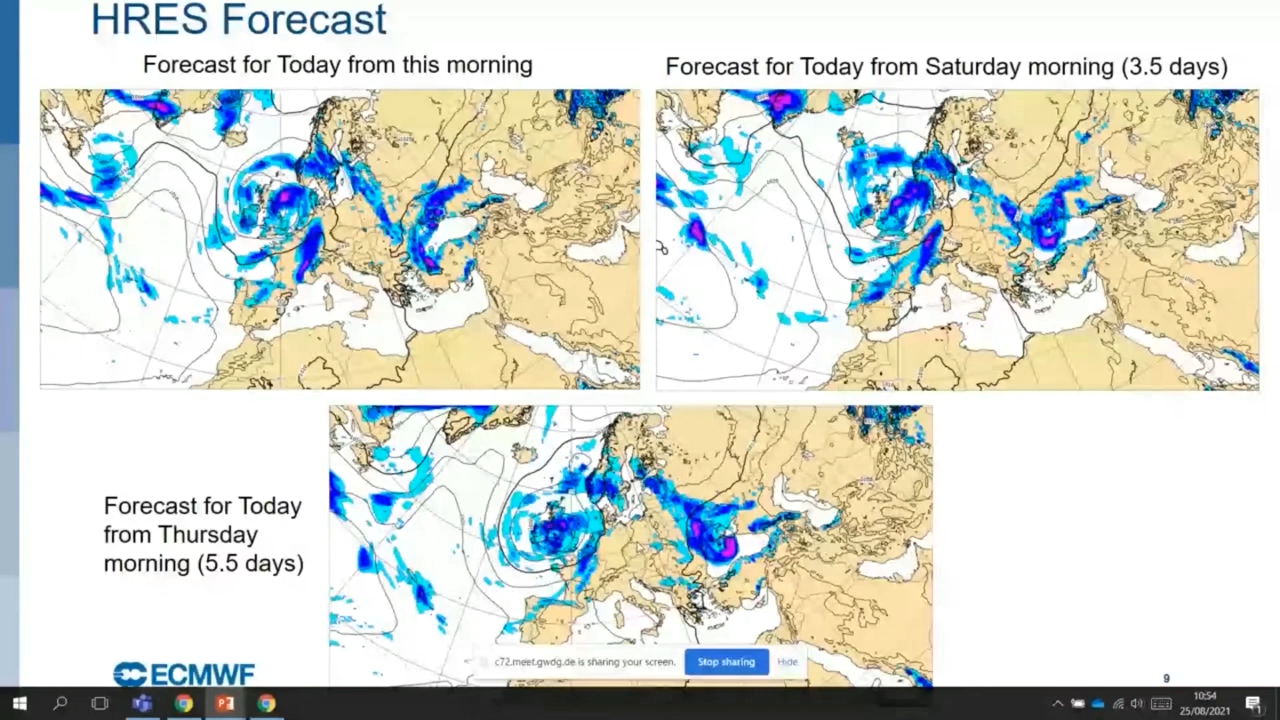 HRES Forecast
Forecast for Today from this morning
Forecast for Today from Saturday morning (3.5 days)
Forecast for Today
from Thursday
morning (5.5 days)
ECMWF
c72.meet.gwdg.de is sharing your screen.
Stop sharing
Hide
9
10:54
25/08/2021